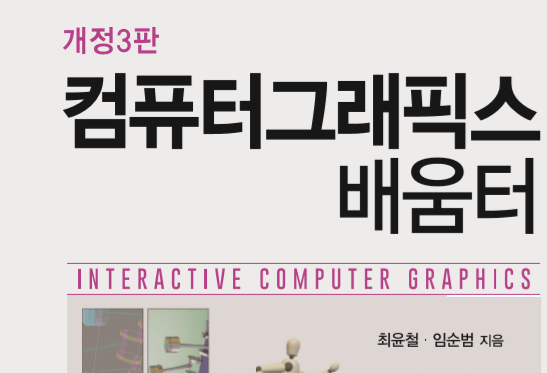 개정3판
컴퓨터그래픽스
배움터
INTERACTIVE COMPUTER GRAPHICS
최윤철 · 임순범 지음